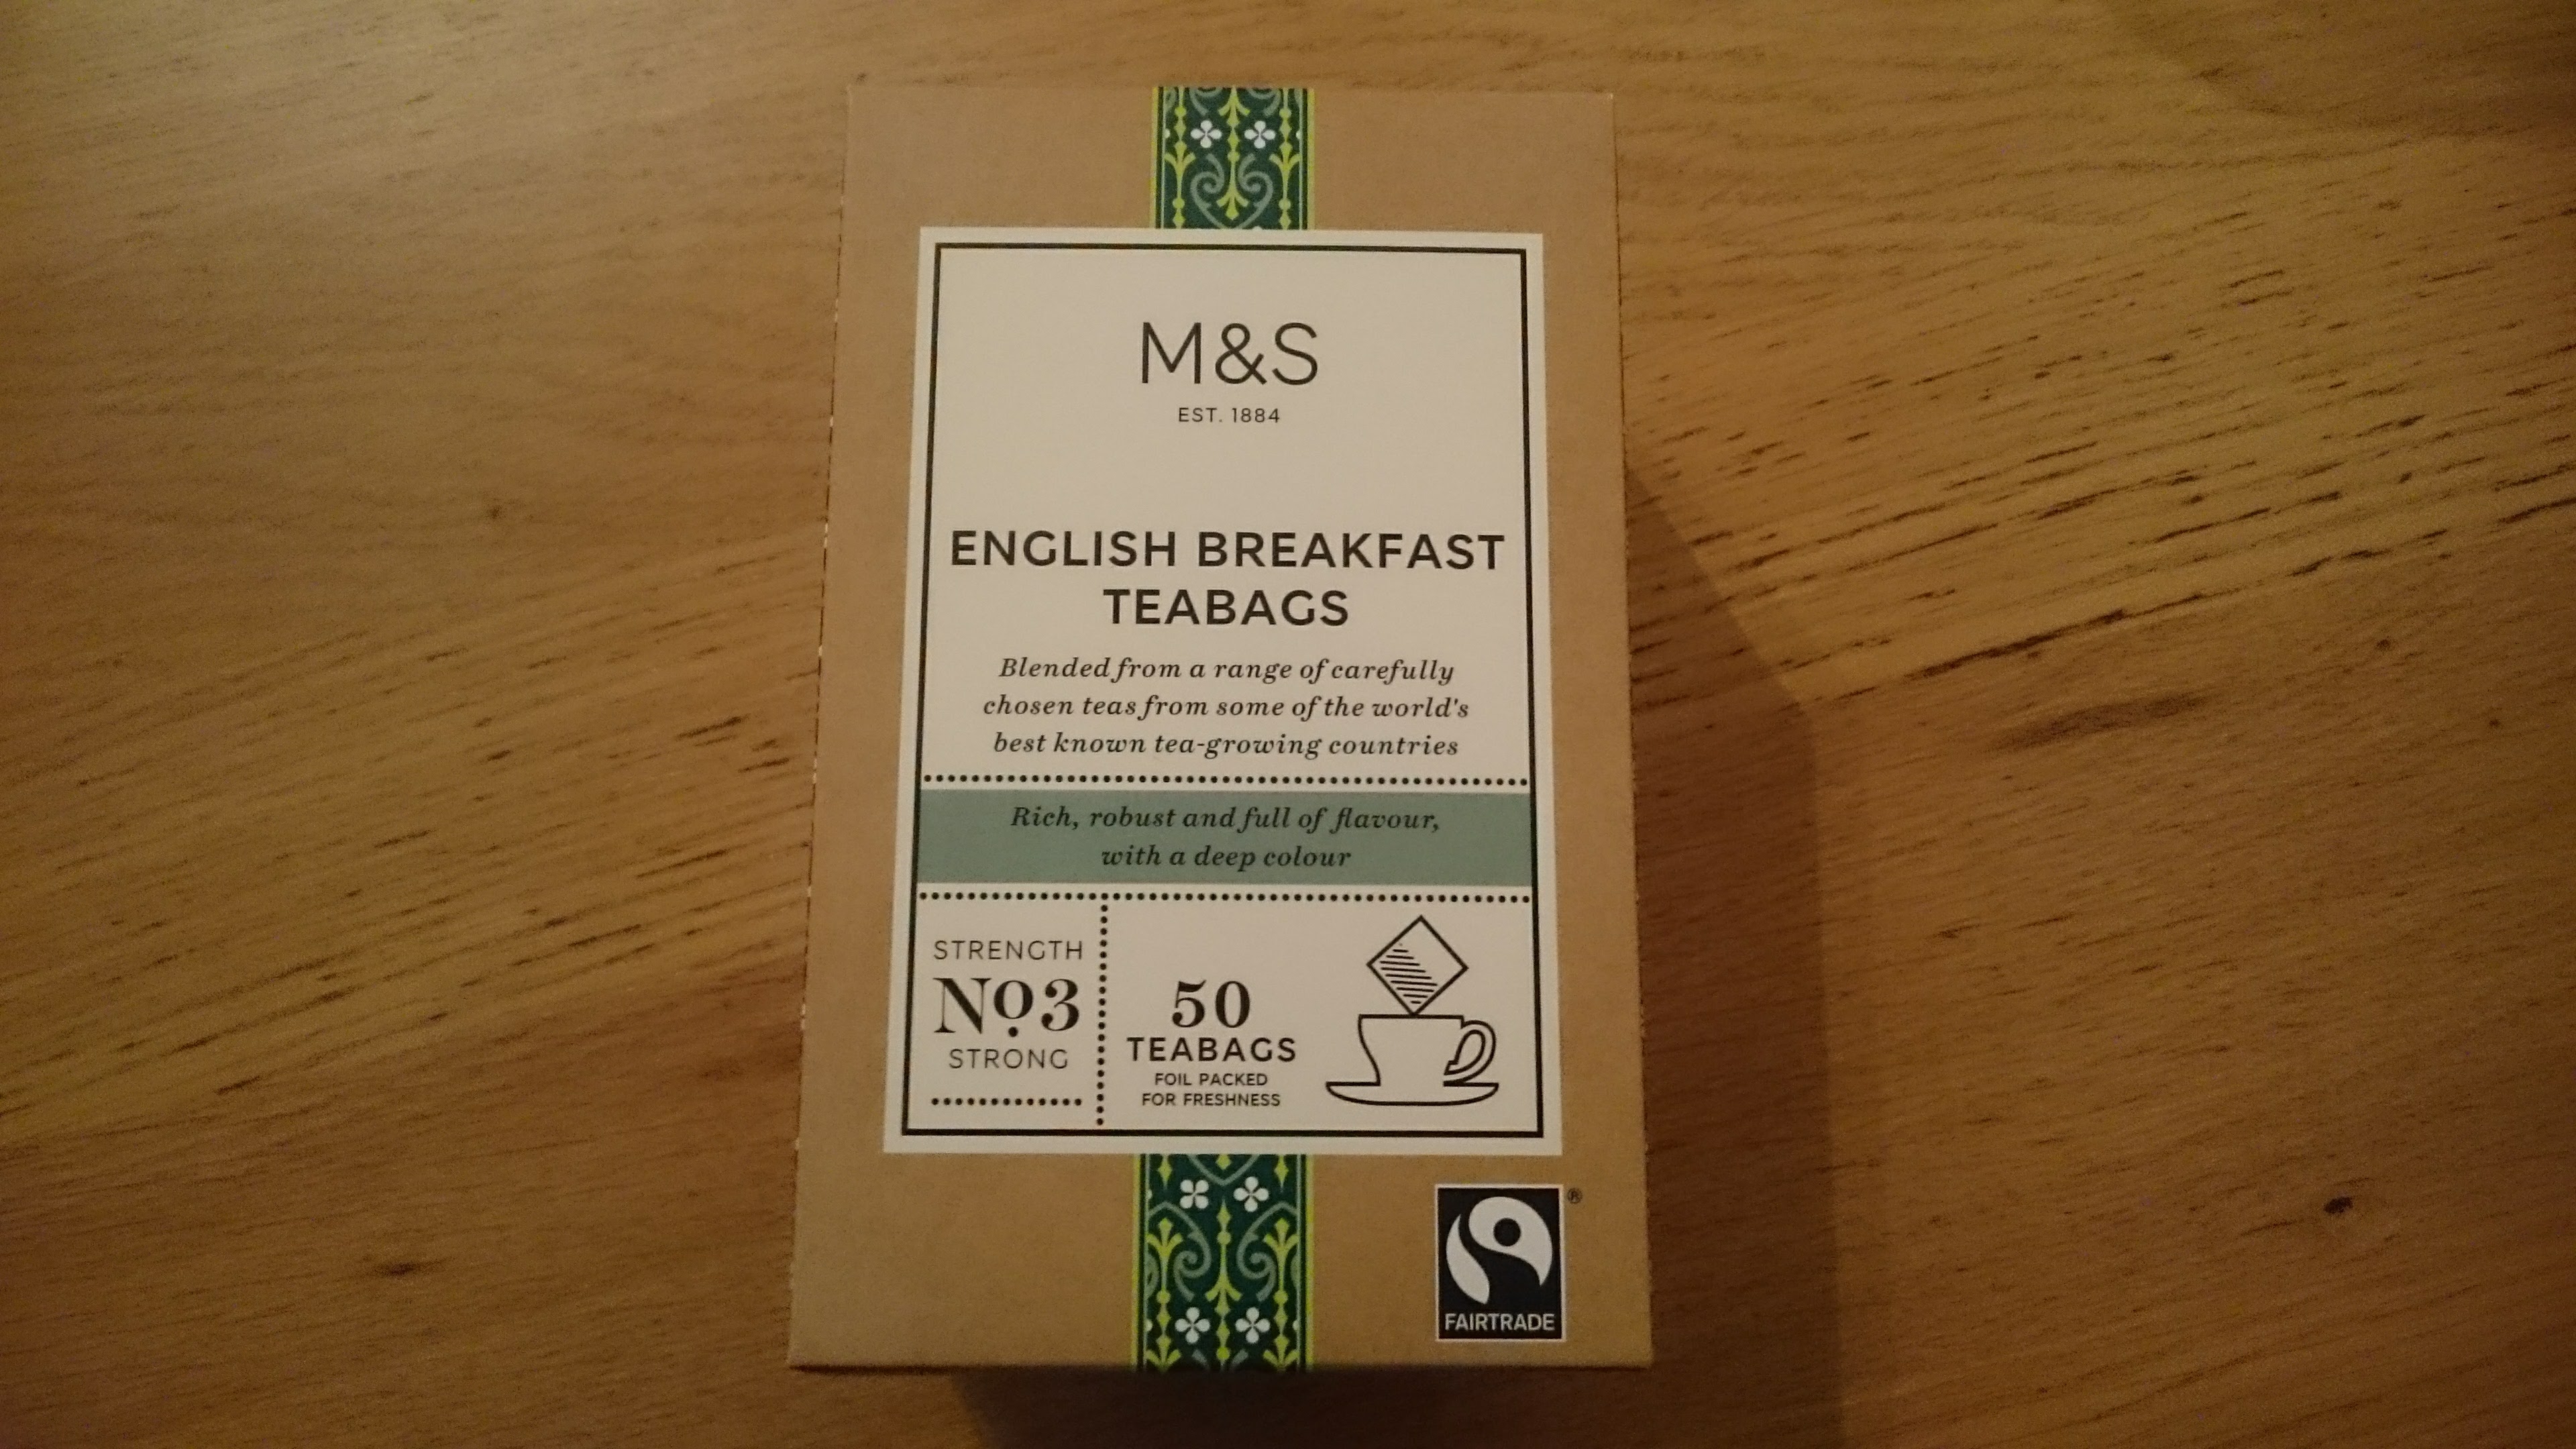 M&S
EST. 1884
ENGLISH BREAKFAST
TEABAGS
Blended from a range of carefully
chosen teas from some of the world's
best known tea-growing countries
Rich, robust and full of flavour,
with a deep colour
STRENGTH
Nº3
STRONG
50
TEABAGS
FOIL PACKED
FOR FRESHNESS
®
FAIRTRADE